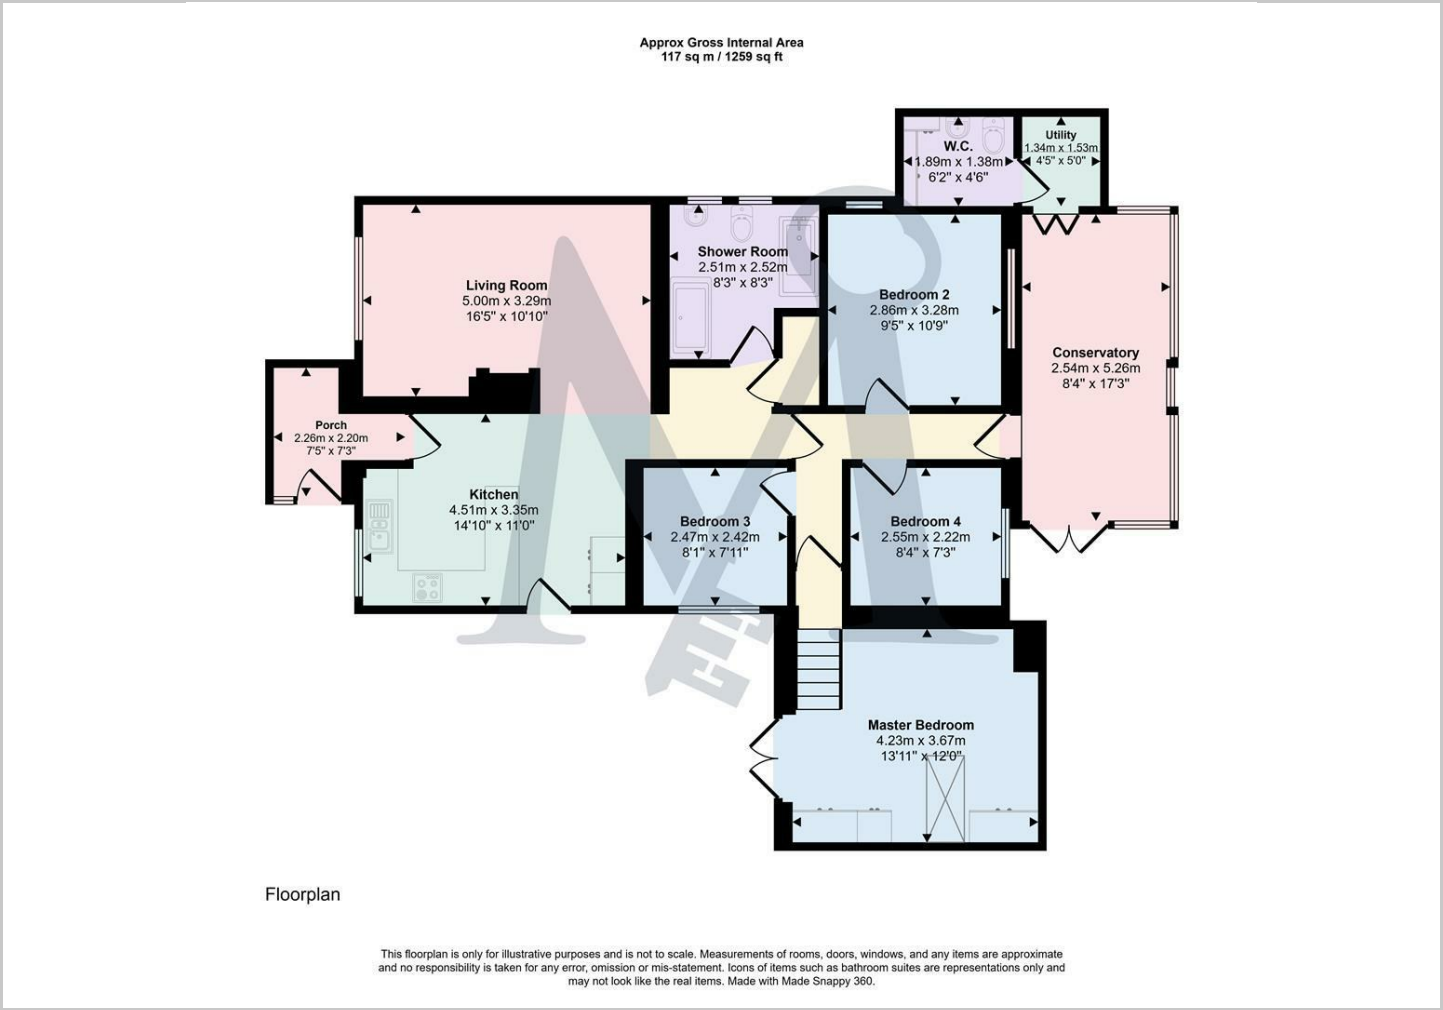 Approx Gross Internal Area
117 sq m / 1259 sq ft
W.C.
1.89m x 1.38m
6'2" x 4'6"
Utility
1.34m x 1.53m
4'5" x 5'0"
Living Room
5.00m x 3.29m
16'5" x 10'10"
Shower Room
2.51m x 2.52m
8'3" x 8'3"
Bedroom 2
2.86m x 3.28m
9'5" x 10'9"
Conservatory
2.54m x 5.26m
8'4" x 17'3"
Porch
2.26m x 2.20m
7'5" x 7'3"
Kitchen
4.51m x 3.35m
14'10" x 11'0"
Bedroom 3
2.47m x 2.42m
8'1" x 7'11"
Bedroom 4
2.55m x 2.22m
8'4" x 7'3"
Master Bedroom
4.23m x 3.67m
13'11" x 12'0"
Floorplan
This floorplan is only for illustrative purposes and is not to scale. Measurements of rooms, doors, windows, and any items are approximate
and no responsibility is taken for any error, omission or mis-statement. Icons of items such as bathroom suites are representations only and
may not look like the real items. Made with Made Snappy 360.